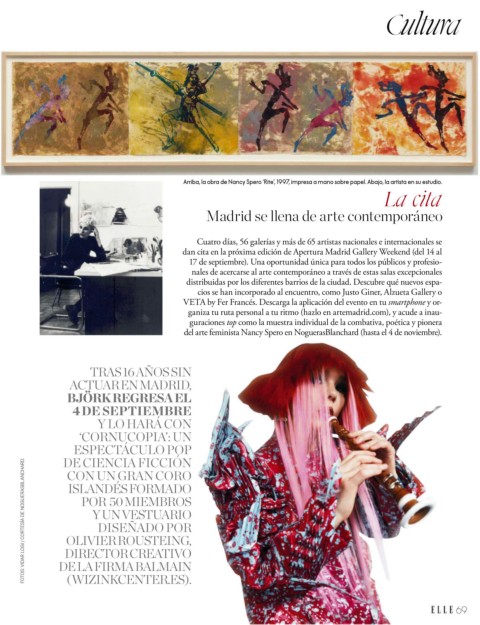 Cultura
Arriba, la obra de Nancy Spero 'Rite', 1997, impresa a mano sobre papel. Abajo, la artista en su estudio.
La cita
Madrid se llena de arte contemporáneo
Cuatro días, 56 galerías y más de 65 artistas nacionales e internacionales se
dan cita en la próxima edición de Apertura Madrid Gallery Weekend (del 14 al
17 de septiembre). Una oportunidad única para todos los públicos y profesio-
nales de acercarse al arte contemporáneo a través de estas salas excepcionales
distribuidas por los diferentes barrios de la ciudad. Descubre qué nuevos espa-
cios se han incorporado al encuentro, como Justo Giner, Alzueta Gallery o
VETA by Fer Francés. Descarga la aplicación del evento en tu smartphone y or-
ganiza tu ruta personal a tu ritmo (hazlo en artemadrid.com), y acude a inau-
guraciones top como la muestra individual de la combativa, poética y pionera
del arte feminista Nancy Spero en NoguerasBlanchard (hasta el 4 de noviembre).
TRAS 16 AÑOS SIN
ACTUAR EN MADRID,
BJÖRK REGRESA EL
4 DE SEPTIEMBRE
Y LO HARÁ CON
'CORNUCOPIA': UN
ESPECTÁCULO POP
DE CIENCIA FICCIÓN
CON UN GRAN CORO
ISLANDÉS FORMADO
POR 50 MIEMBROS
Y UN VESTUARIO
DISEÑADO POR
OLIVIER ROUSTEING,
DIRECTOR CREATIVO
DE LA FIRMA BALMAIN
(WIZINKCENTER.ES).
FOTOS: VIDAR LOGI / CORTESÍA DE NOGUERASBLANCHARD
ELLE 69